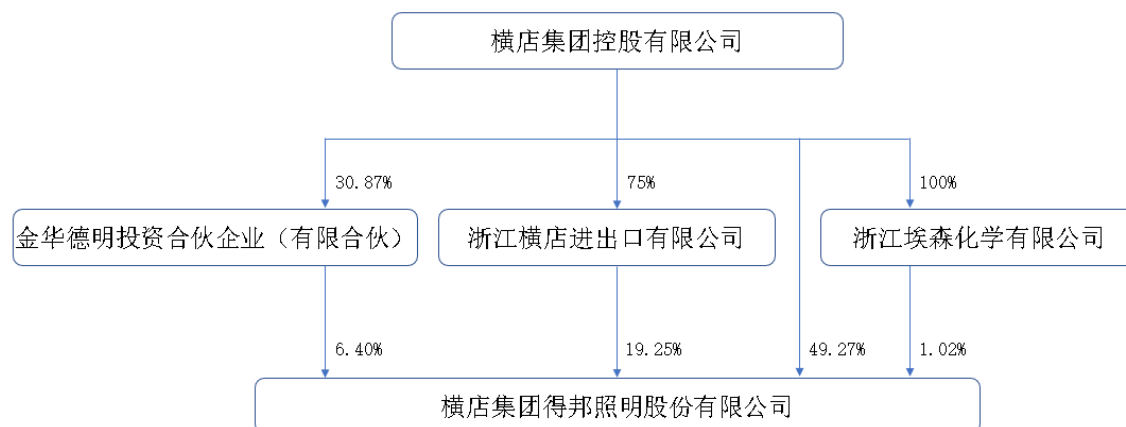 横店集团控股有限公司
30.87%
75%
100%
金华德明投资合伙企业（有限合伙）
浙江横店进出口有限公司
浙江埃森化学有限公司
6.40%
19.25%
49.27%
1.02%
横店集团得邦照明股份有限公司